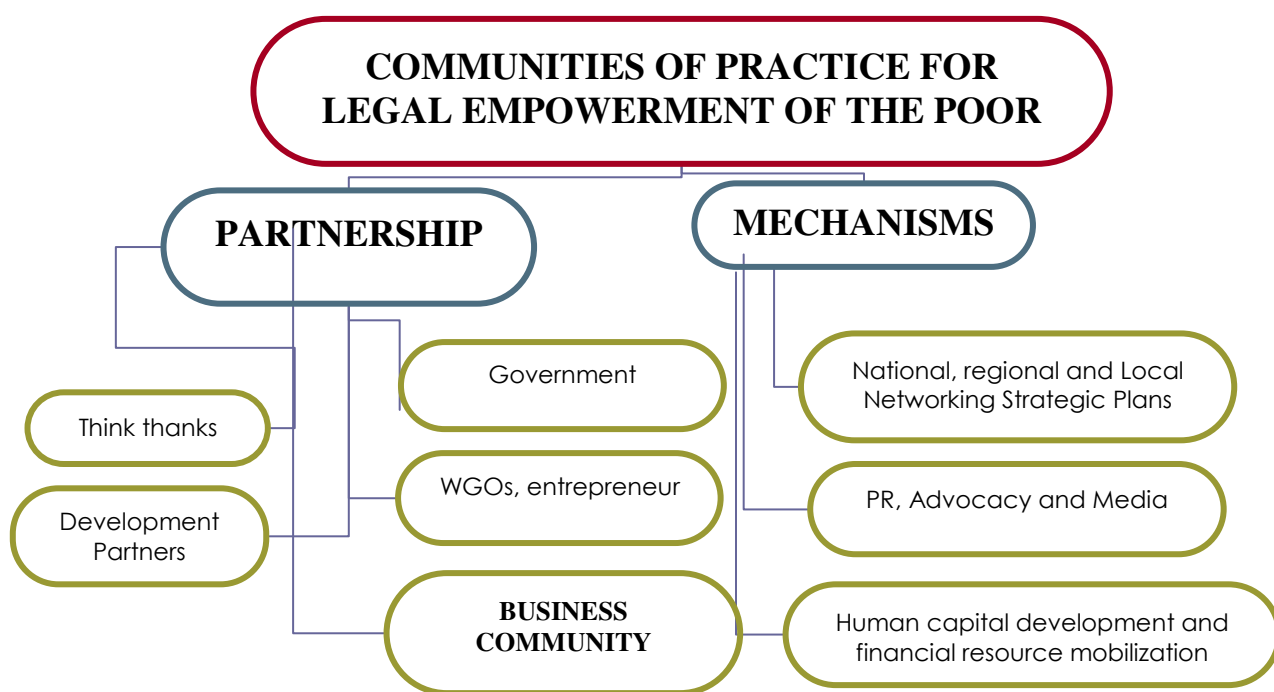 COMMUNITIES OF PRACTICE FOR
LEGAL EMPOWERMENT OF THE POOR
PARTNERSHIP
MECHANISMS
Government
National, regional and Local
Networking Strategic Plans
Think thanks
WGOs, entrepreneur
PR, Advocacy and Media
Development
Partners
BUSINESS
COMMUNITY
Human capital development and
financial resource mobilization